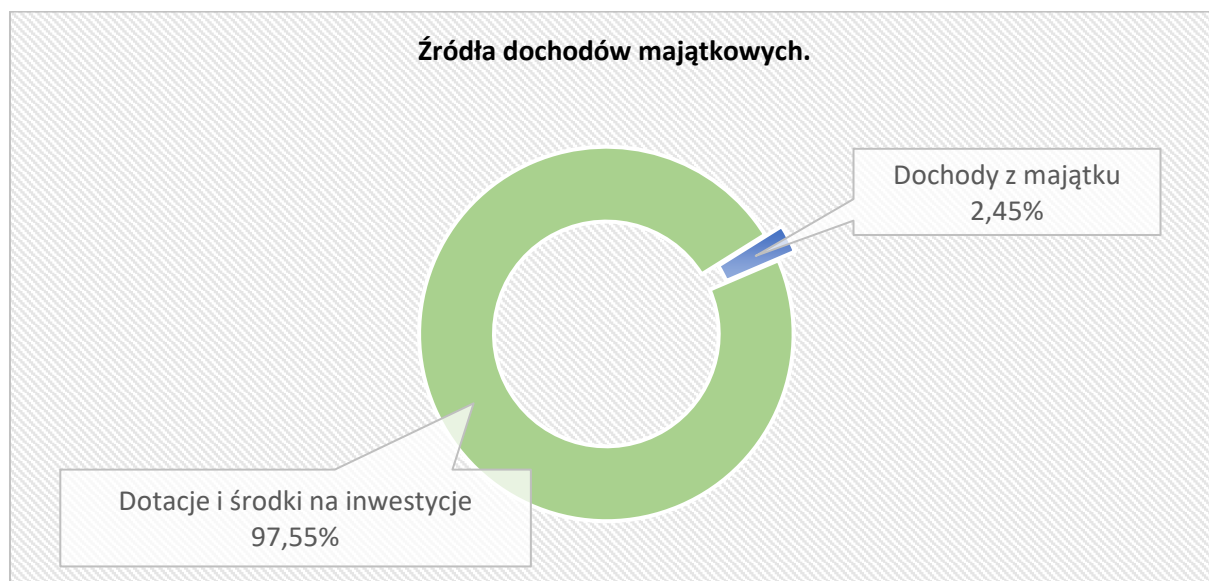 Źródła dochodów majątkowych.
Dochody z majątku
2,45%
Dotacje i środki na inwestycje
97,55%